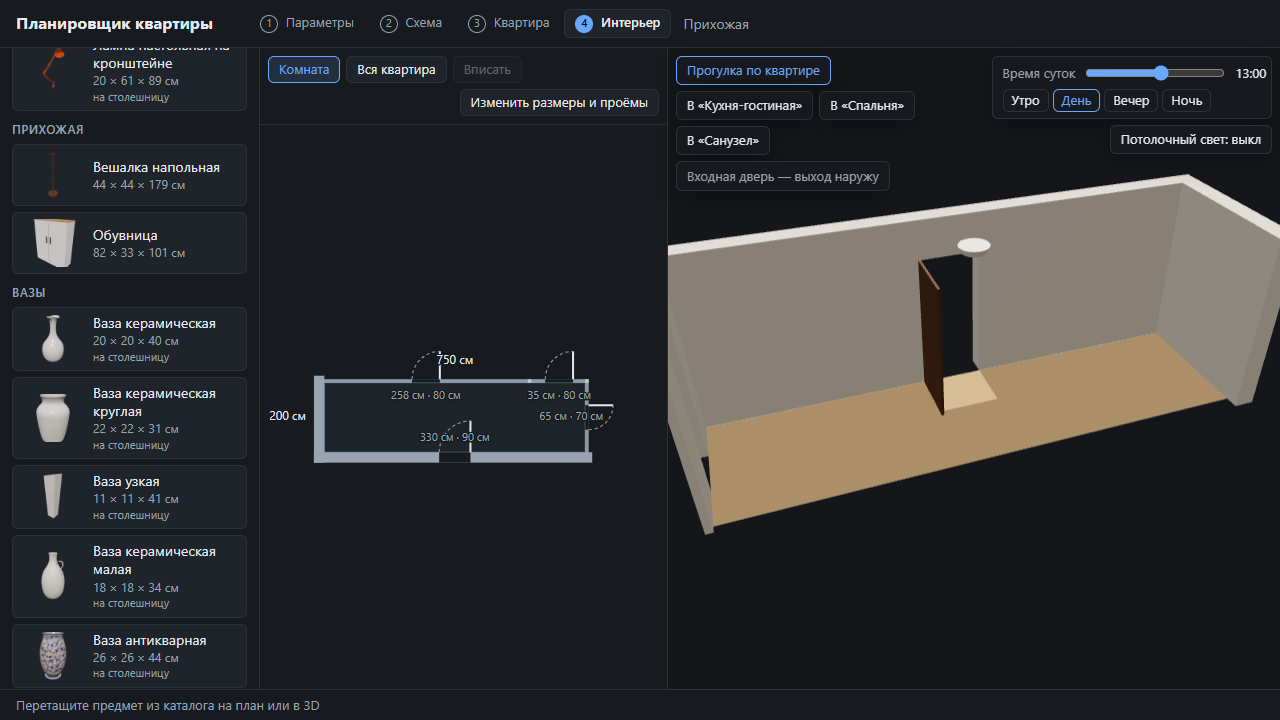 Планировщик квартиры
1 Параметры
2 Схема
3 Квартира
4 Интерьер
Прихожая
Лампа настольная на
кронштейне
20 × 61 × 89 см
на столешницу
ПРИХОЖАЯ
Вешалка напольная
44 × 44 × 179 см
Обувница
82 × 33 × 101 см
ВАЗЫ
Ваза керамическая
20 × 20 × 40 см
на столешницу
Ваза керамическая
круглая
22 × 22 × 31 см
на столешницу
Ваза узкая
11 × 11 × 41 см
на столешницу
Ваза керамическая
малая
18 × 18 × 34 см
на столешницу
Ваза антикварная
26 × 26 × 44 см
на столешницу
Комната
Вся квартира
Вписать
Изменить размеры и проёмы
750 см
258 см · 80 см
35 см · 80 см
200 см
65 см · 70 см
330 см · 90 см
Прогулка по квартире
В «Кухня-гостиная»
В «Спальня»
В «Санузел»
Входная дверь — выход наружу
Время суток
13:00
Утро
День
Вечер
Ночь
Потолочный свет: выкл
Перетащите предмет из каталога на план или в 3D